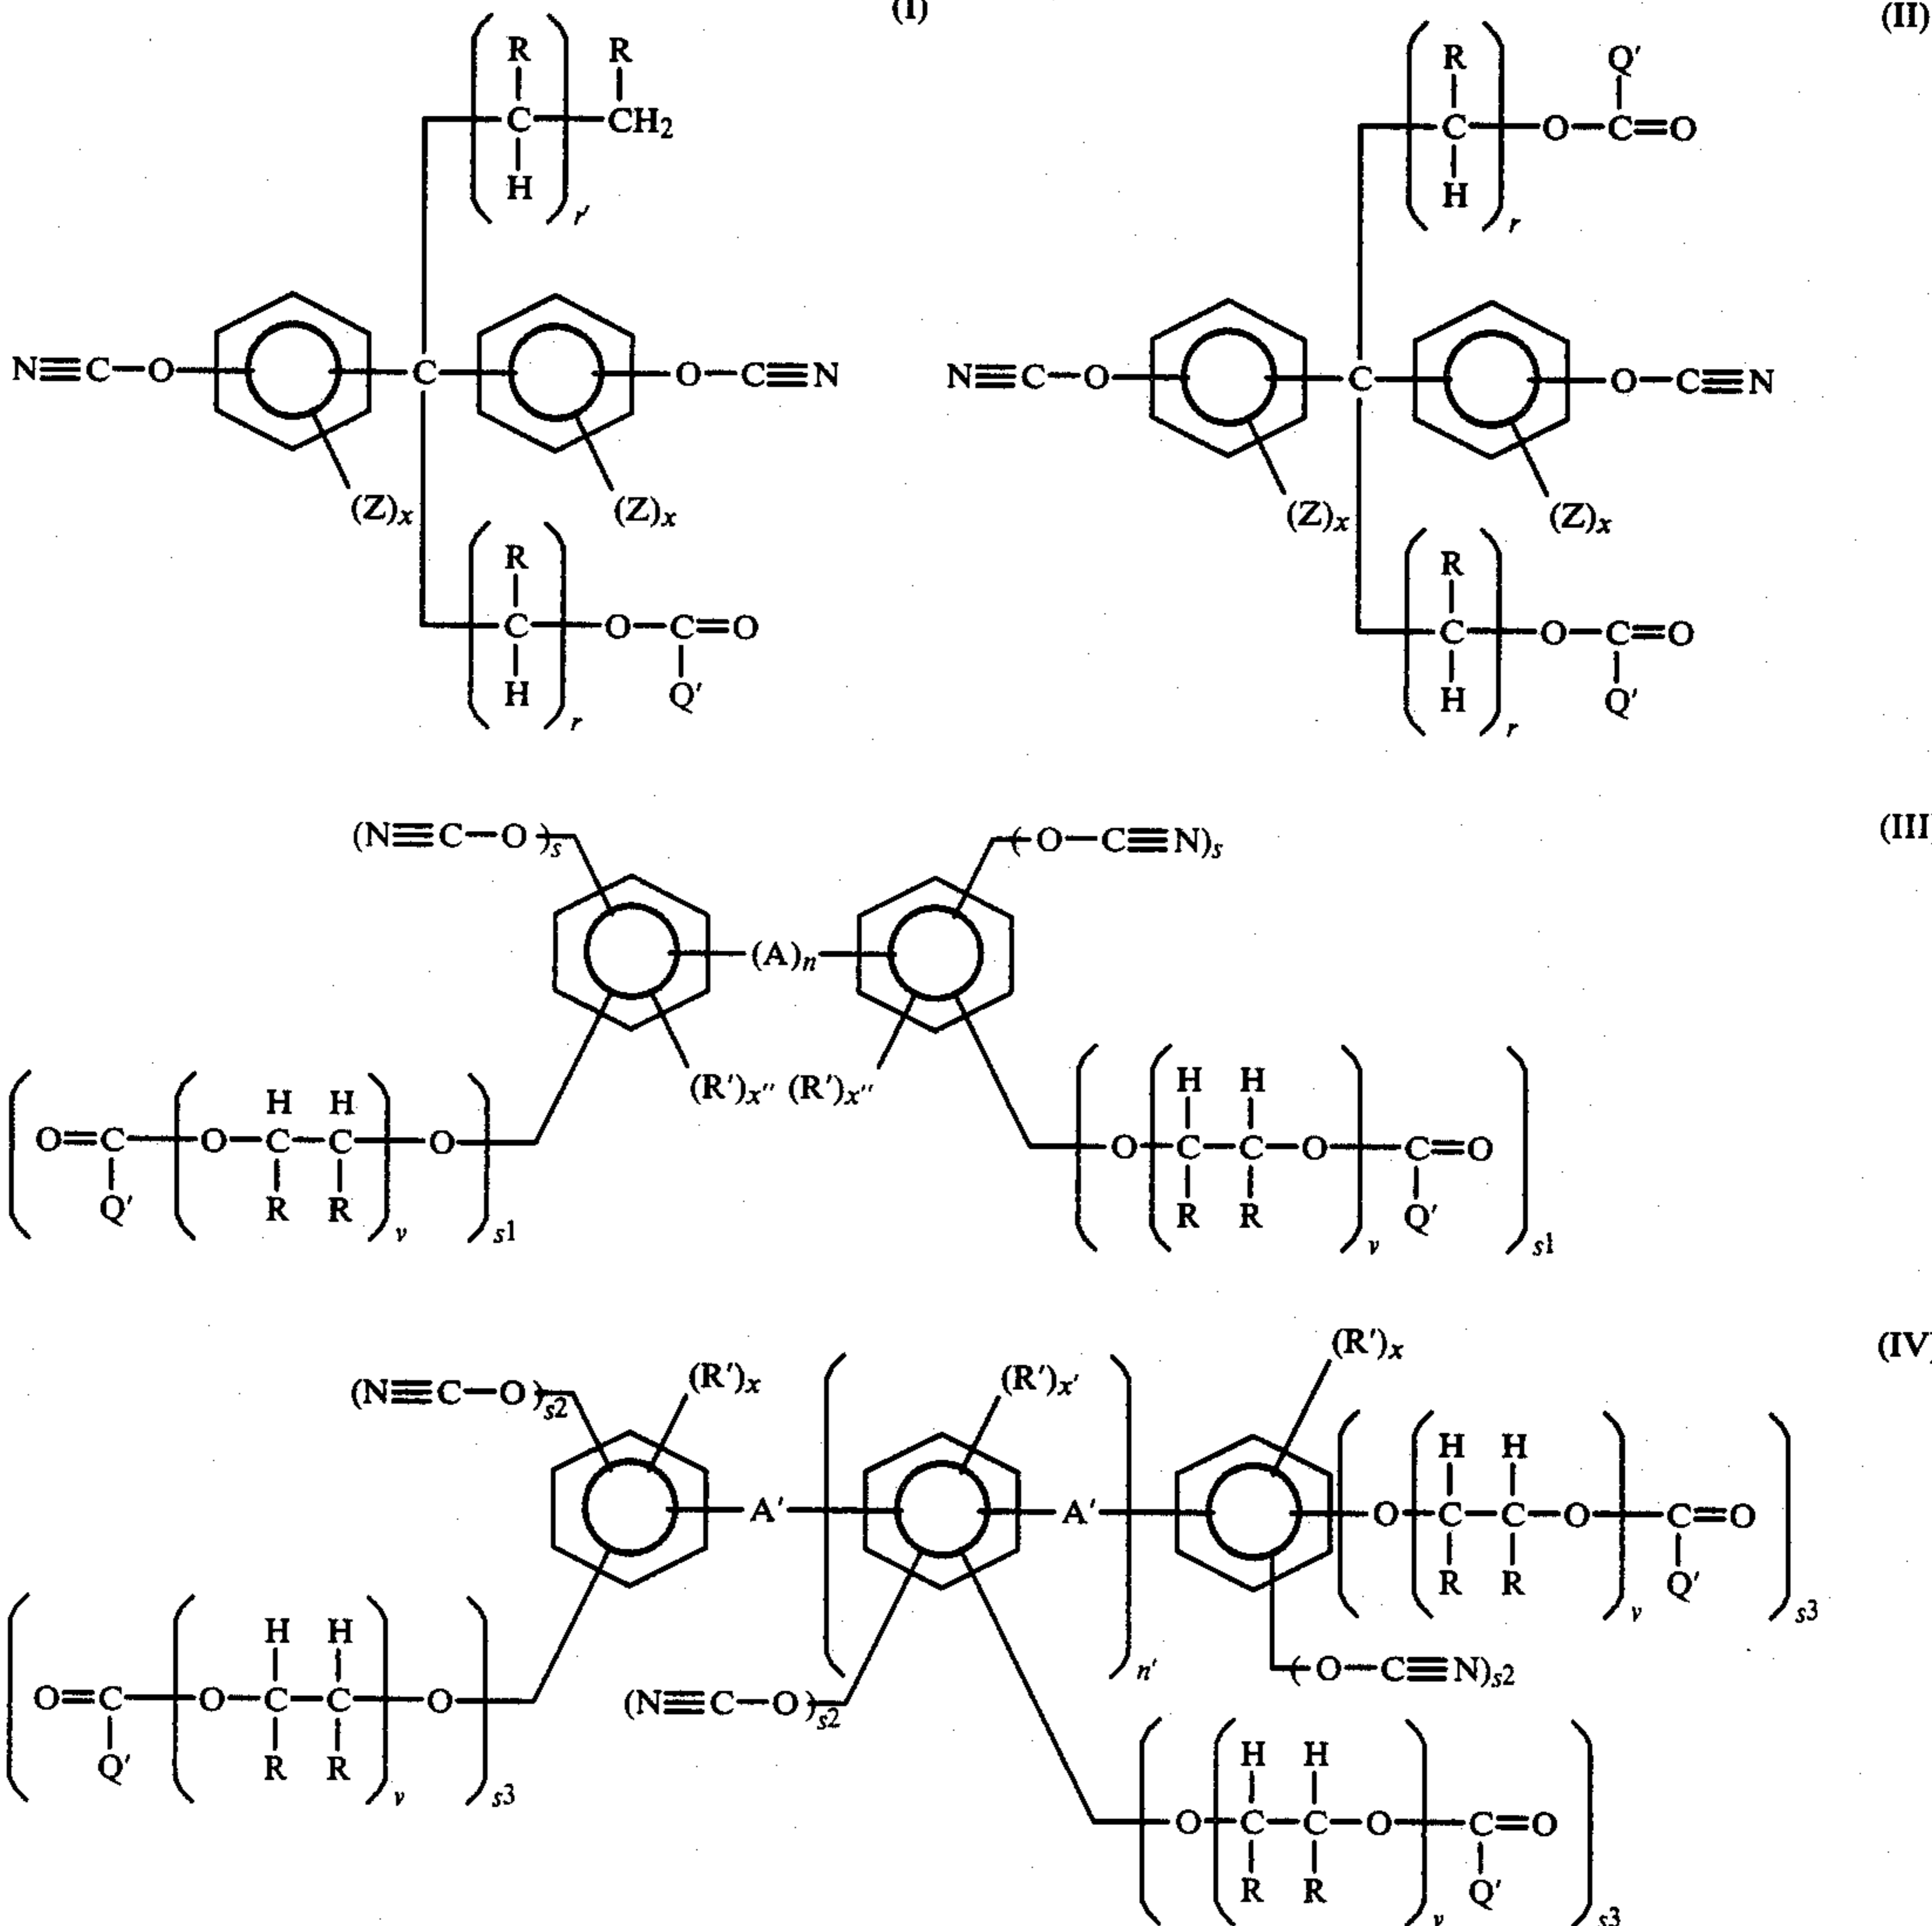 (I) (II)
R R R Q'
C CH₂ C O C=O
H r' H r
N≡C—O C O—C≡N N≡C—O C O—C≡N
(Z)x (Z)x (Z)x (Z)x
R R
C O C=O C O C=O
H r Q' H r Q'
(N≡C—O)s (O—C≡N)s (III
(A)n
(R')x'' (R')x''
H H H H
O=C O—C—C O O C—C—O C=O
Q' R R v s1 R R v Q' s1
(IV
(N≡C—O)s2 (R')x (R')x' (R')x
H H
A' A' O C—C—O C=O
R R v Q' s3
H H n' (O—C≡N)s2
O=C O—C—C O (N≡C—O)s2
Q' R R v s3
H H
O C—C—O C=O
R R v Q' s3